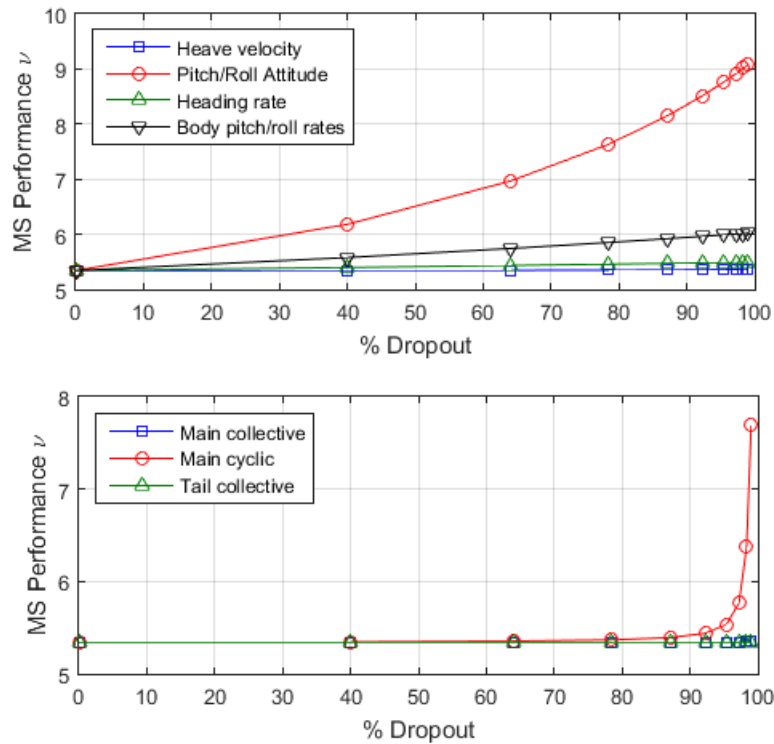 10
9
8
7
6
5
MS Performance ν
Heave velocity
Pitch/Roll Attitude
Heading rate
Body pitch/roll rates
0 10 20 30 40 50 60 70 80 90 100
% Dropout
8
7
6
5
MS Performance ν
Main collective
Main cyclic
Tail collective
0 10 20 30 40 50 60 70 80 90 100
% Dropout